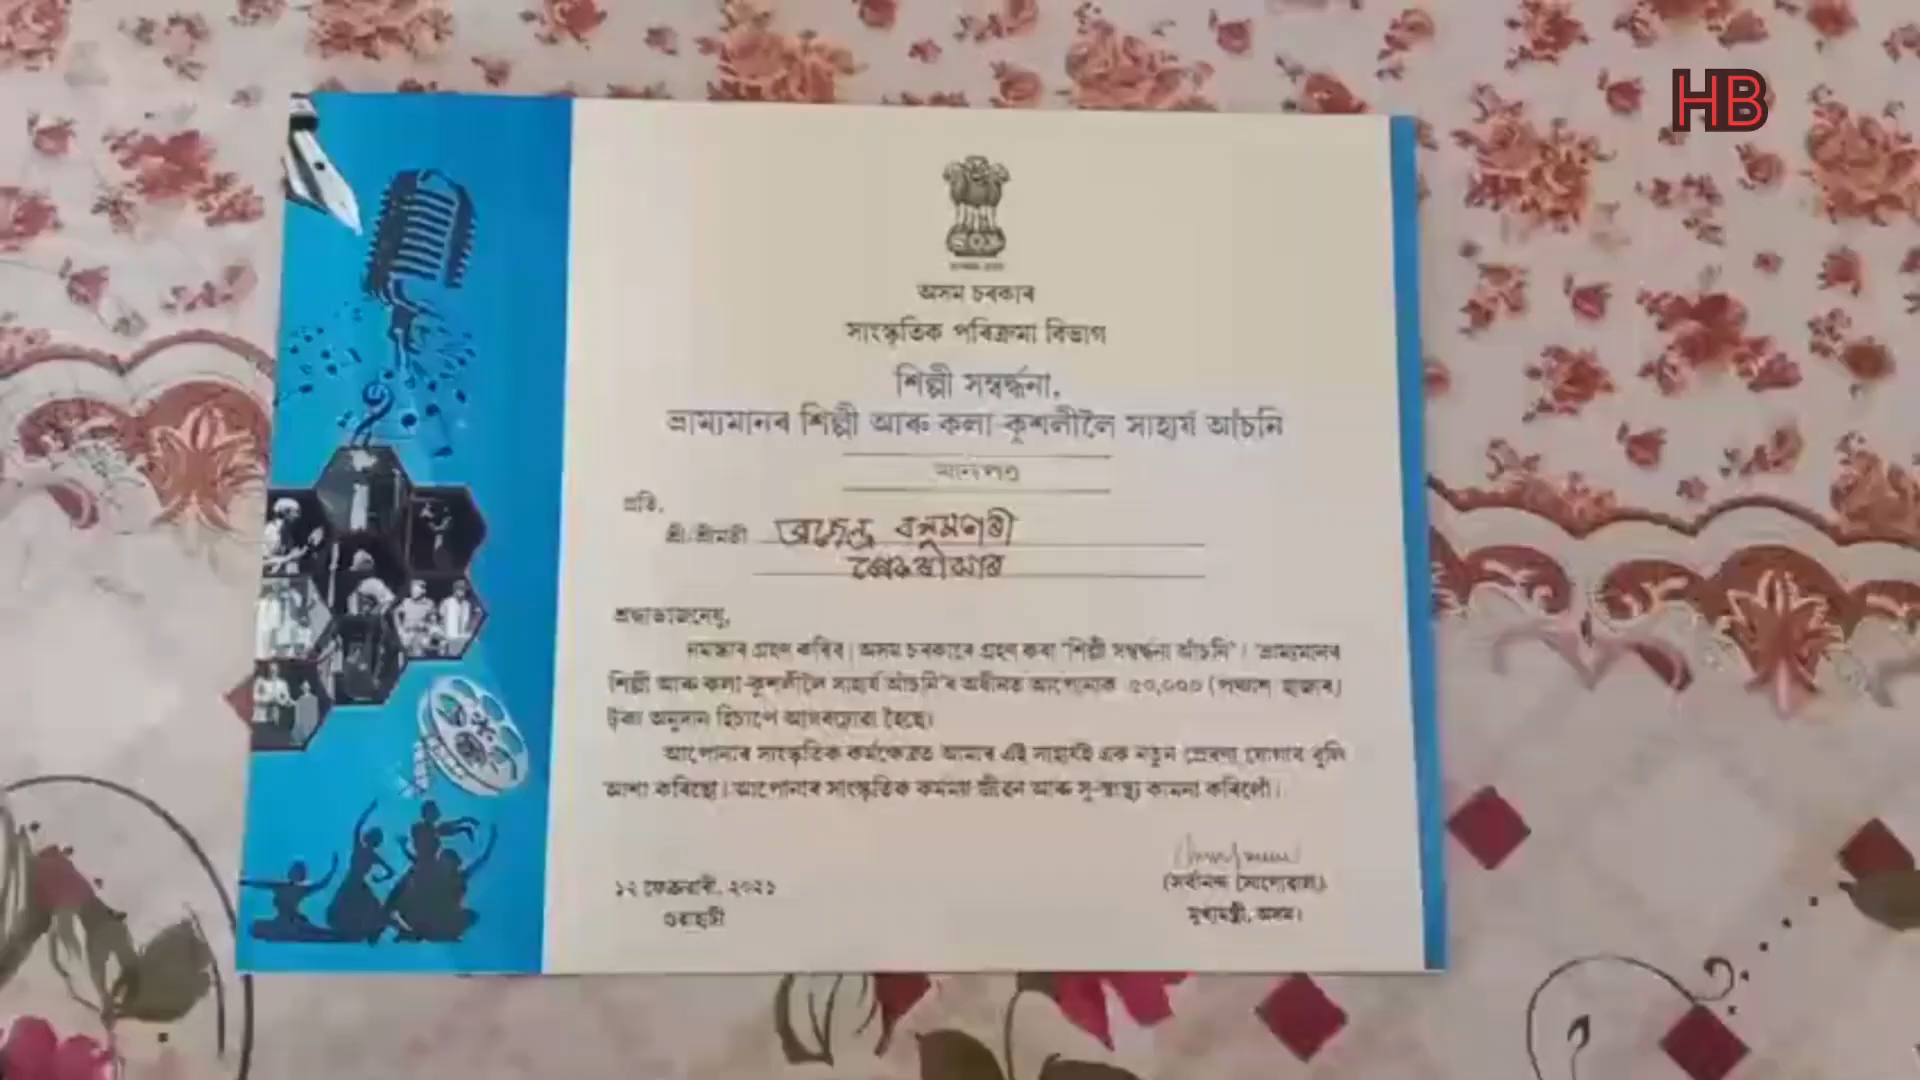 HB
অসম চৰকাৰ
সাংস্কৃতিক পৰিক্ৰমা বিভাগ
শিল্পী সম্বৰ্দ্ধনা,
ভ্ৰাম্যমানৰ শিল্পী আৰু কলা-কুশলীলৈ সাহাৰ্য আঁচনি
প্ৰতি,
শ্ৰী/শ্ৰীমতী
শ্ৰদ্ধাভাজনেষু,
নমস্কাৰ গ্ৰহণ কৰিব। অসম চৰকাৰে গ্ৰহণ কৰা "শিল্পী সম্বৰ্দ্ধনা আঁচনি"। 'ভ্ৰাম্যমানৰ
শিল্পী আৰু কলা-কুশলীলৈ সাহাৰ্য আঁচনি'ৰ অধীনত আপোনাক ৫০,০০০ (পঞ্চাশ হাজাৰ)
টকা অনুদান হিচাপে আগবঢ়োৱা হৈছে।
আপোনাৰ সাংস্কৃতিক কৰ্মক্ষেত্ৰত আমাৰ এই সাহাৰ্যই এক নতুন প্ৰেৰণা যোগাব বুলি
আশা কৰিছো। আপোনাৰ সাংস্কৃতিক কৰ্মময় জীৱন আৰু সু-স্বাস্থ্য কামনা কৰিলোঁ।
(সৰ্বানন্দ সোণোৱাল)
১২ ফেব্ৰুৱাৰী, ২০২১
মুখ্যমন্ত্ৰী, অসম।
গুৱাহাটী